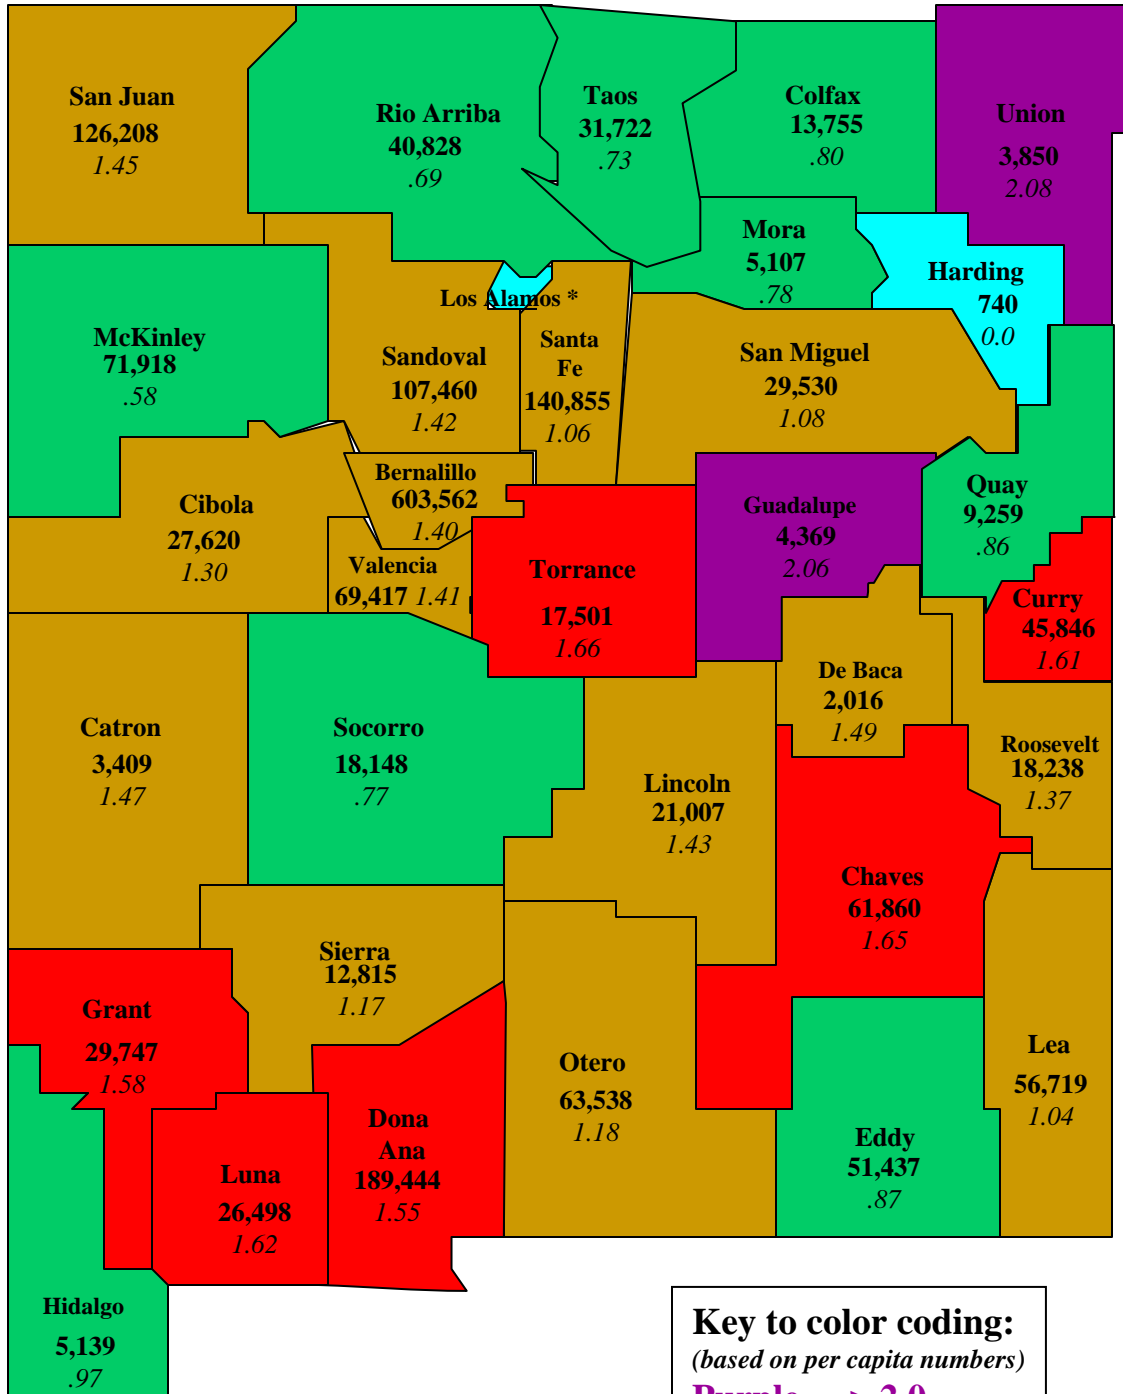 San Juan
126,208
1.45
Rio Arriba
40,828
.69
Taos
31,722
.73
Colfax
13,755
.80
Union
3,850
2.08
Mora
5,107
.78
Harding
740
0.0
Los Alamos *
McKinley
71,918
.58
Sandoval
107,460
1.42
Santa
Fe
140,855
1.06
San Miguel
29,530
1.08
Cibola
27,620
1.30
Bernalillo
603,562
1.40
Valencia
69,417 1.41
Torrance
17,501
1.66
Guadalupe
4,369
2.06
Quay
9,259
.86
Curry
45,846
1.61
De Baca
2,016
1.49
Roosevelt
18,238
1.37
Catron
3,409
1.47
Socorro
18,148
.77
Lincoln
21,007
1.43
Chaves
61,860
1.65
Sierra
12,815
1.17
Grant
29,747
1.58
Luna
26,498
1.62
Dona
Ana
189,444
1.55
Otero
63,538
1.18
Eddy
51,437
.87
Lea
56,719
1.04
Hidalgo
5,139
.97
Key to color coding:
(based on per capita numbers)